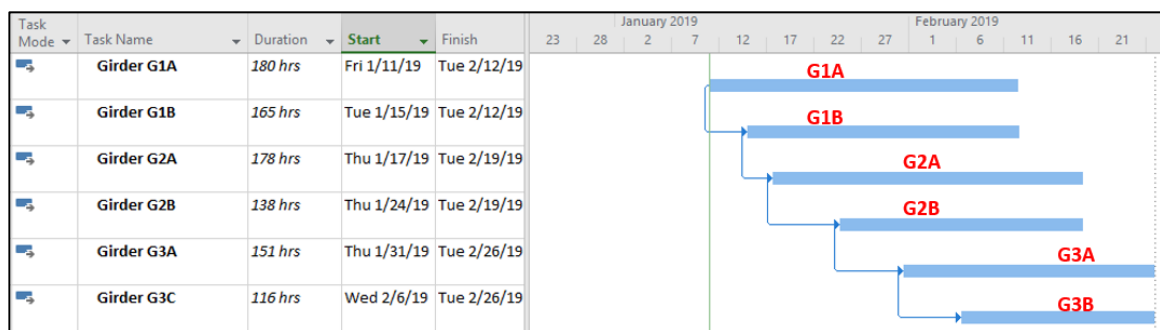 Task Mode Task Name Duration Start Finish
January 2019 February 2019
23 28 2 7 12 17 22 27 1 6 11 16 21
Girder G1A 180 hrs Fri 1/11/19 Tue 2/12/19 G1A
Girder G1B 165 hrs Tue 1/15/19 Tue 2/12/19 G1B
Girder G2A 178 hrs Thu 1/17/19 Tue 2/19/19 G2A
Girder G2B 138 hrs Thu 1/24/19 Tue 2/19/19 G2B
Girder G3A 151 hrs Thu 1/31/19 Tue 2/26/19 G3A
Girder G3C 116 hrs Wed 2/6/19 Tue 2/26/19 G3B